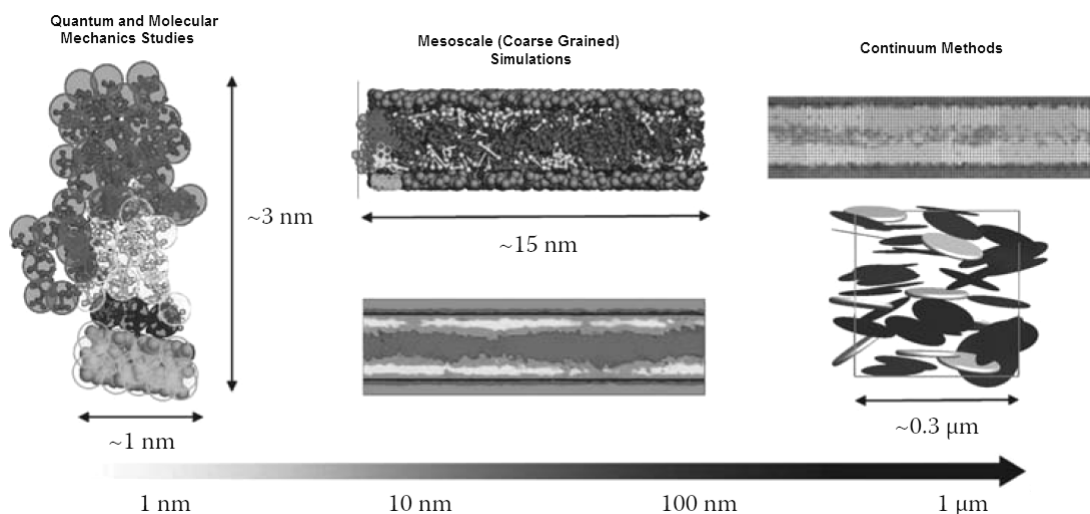 Quantum and Molecular
Mechanics Studies
Mesoscale (Coarse Grained)
Simulations
Continuum Methods
~3 nm
~15 nm
~1 nm
~0.3 µm
1 nm
10 nm
100 nm
1 µm